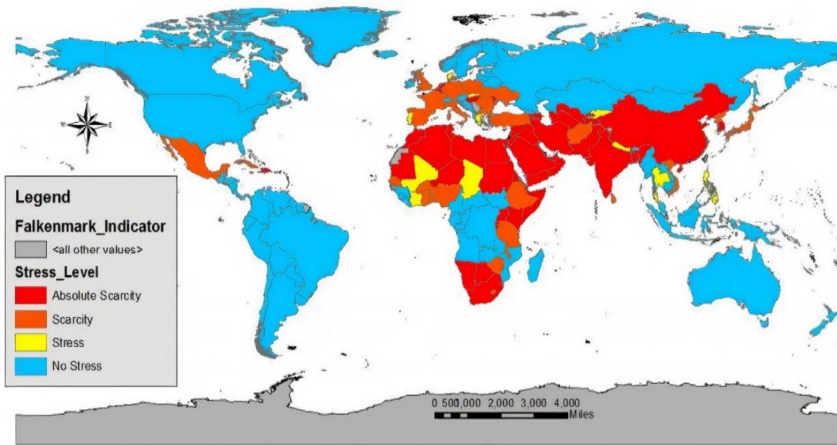 N
W E
S
Legend
Falkenmark_Indicator
<all other values>
Stress_Level
Absolute Scarcity
Scarcity
Stress
No Stress
0 500 1,000 2,000 3,000 4,000
Miles